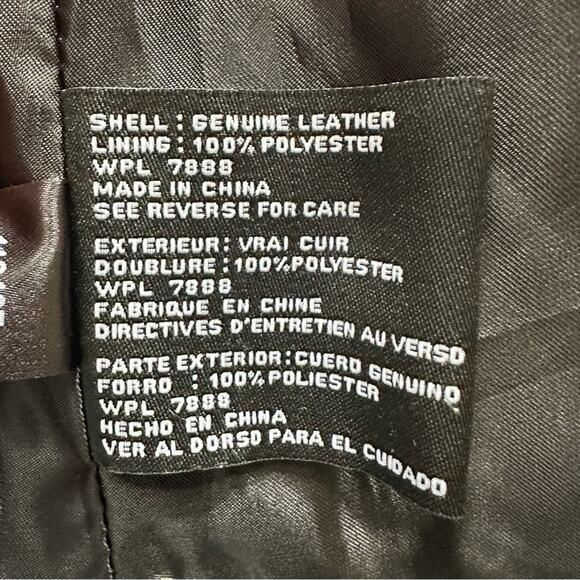 SHELL : GENUINE LEATHER
LINING : 100% POLYESTER
WPL 7888
MADE IN CHINA
SEE REVERSE FOR CARE
EXTERIEUR : VRAI CUIR
DOUBLURE : 100% POLYESTER
WPL 7888
FABRIQUE EN CHINE
DIRECTIVES D'ENTRETIEN AU VERSO
PARTE EXTERIOR : CUERO GENUINO
FORRO : 100% POLIESTER
WPL 7888
HECHO EN CHINA
VER AL DORSO PARA EL CUIDADO